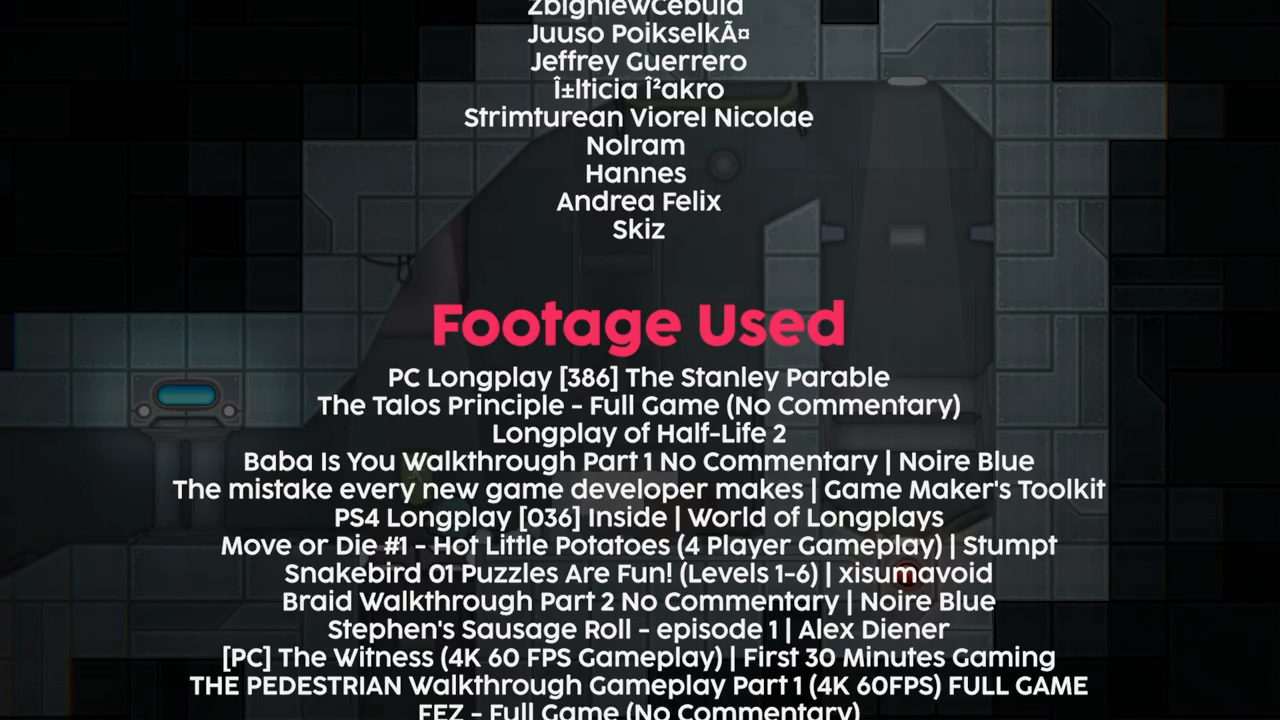 ZbigniewCebula
Juuso PoikselkÃ¤
Jeffrey Guerrero
Î±lticia Î²akro
Strimturean Viorel Nicolae
Nolram
Hannes
Andrea Felix
Skiz
Footage Used
PC Longplay [386] The Stanley Parable
The Talos Principle - Full Game (No Commentary)
Longplay of Half-Life 2
Baba Is You Walkthrough Part 1 No Commentary | Noire Blue
The mistake every new game developer makes | Game Maker's Toolkit
PS4 Longplay [036] Inside | World of Longplays
Move or Die #1 - Hot Little Potatoes (4 Player Gameplay) | Stumpt
Snakebird 01 Puzzles Are Fun! (Levels 1-6) | xisumavoid
Braid Walkthrough Part 2 No Commentary | Noire Blue
Stephen's Sausage Roll - episode 1 | Alex Diener
[PC] The Witness (4K 60 FPS Gameplay) | First 30 Minutes Gaming
THE PEDESTRIAN Walkthrough Gameplay Part 1 (4K 60FPS) FULL GAME
FEZ - Full Game (No Commentary)